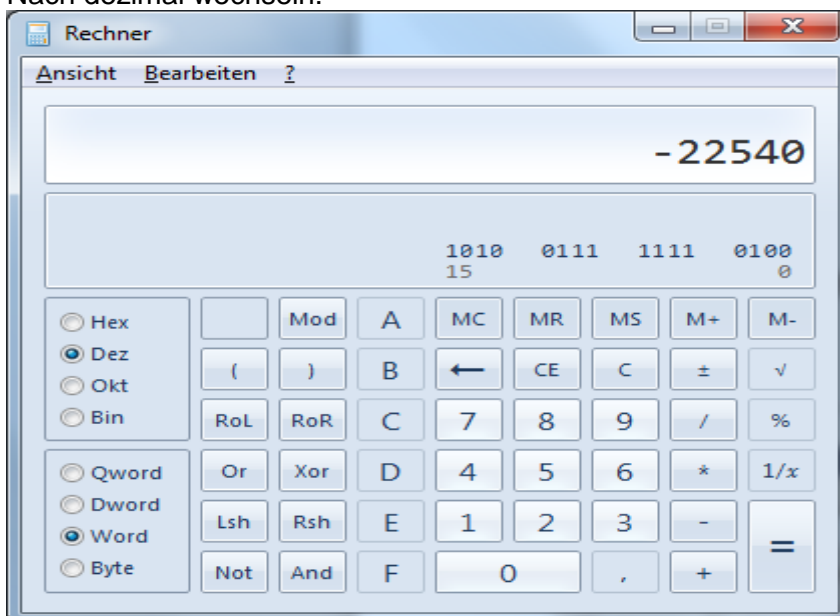 Nach dezimal wechseln:
Rechner
Ansicht Bearbeiten ?
-22540
1010 0111 1111 0100
15 0
Hex Mod A MC MR MS M+ M-
Dez ( ) B ← CE C ± √
Okt
Bin RoL RoR C 7 8 9 / %
Qword Or Xor D 4 5 6 * 1/x
Dword Lsh Rsh E 1 2 3 - =
Word
Byte Not And F 0 , +